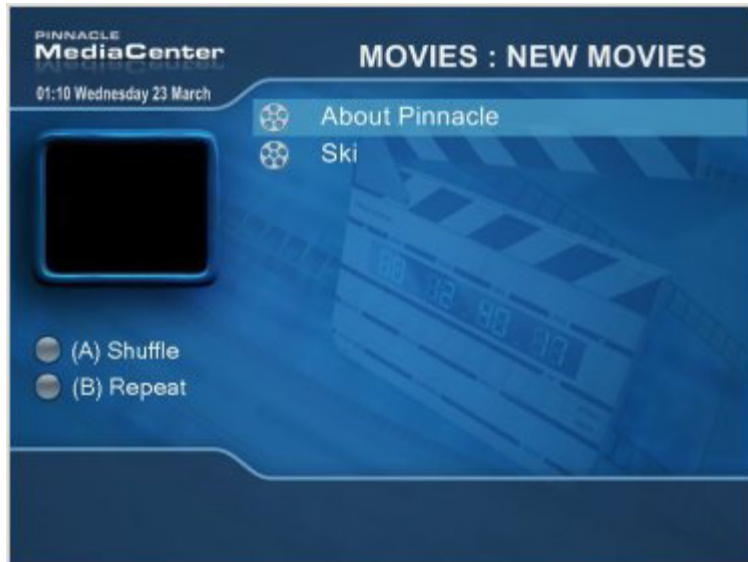 PINNACLE
MediaCenter
MOVIES : NEW MOVIES
01:10 Wednesday 23 March
About Pinnacle
Ski
(A) Shuffle
(B) Repeat